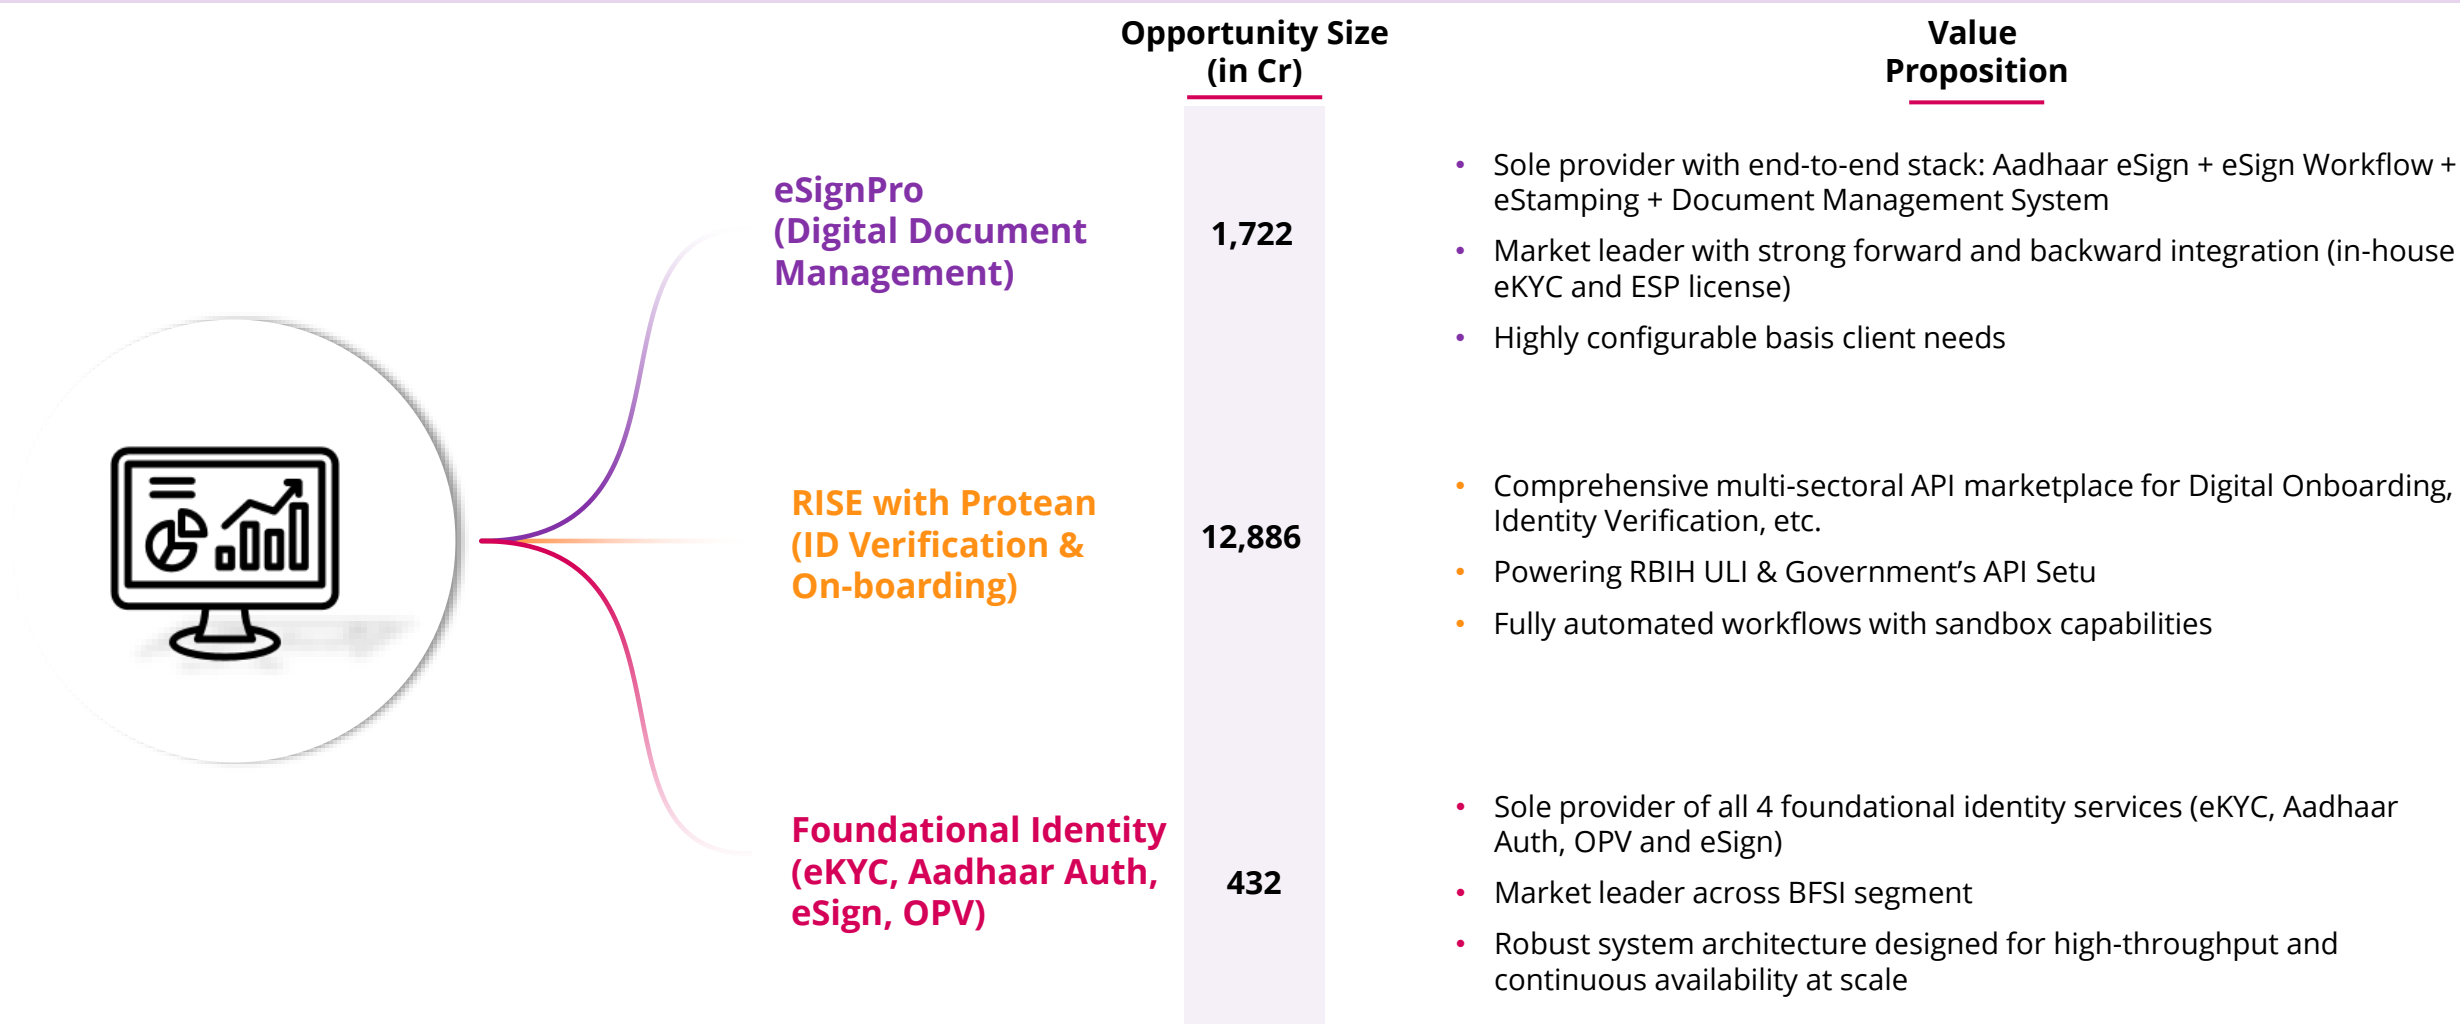 Opportunity Size
(in Cr)
Value
Proposition
eSignPro
(Digital Document
Management)
1,722
• Sole provider with end-to-end stack: Aadhaar eSign + eSign Workflow +
eStamping + Document Management System
• Market leader with strong forward and backward integration (in-house
eKYC and ESP license)
• Highly configurable basis client needs
RISE with Protean
(ID Verification &
On-boarding)
12,886
• Comprehensive multi-sectoral API marketplace for Digital Onboarding,
Identity Verification, etc.
• Powering RBIH ULI & Government’s API Setu
• Fully automated workflows with sandbox capabilities
Foundational Identity
(eKYC, Aadhaar Auth,
eSign, OPV)
432
• Sole provider of all 4 foundational identity services (eKYC, Aadhaar
Auth, OPV and eSign)
• Market leader across BFSI segment
• Robust system architecture designed for high-throughput and
continuous availability at scale